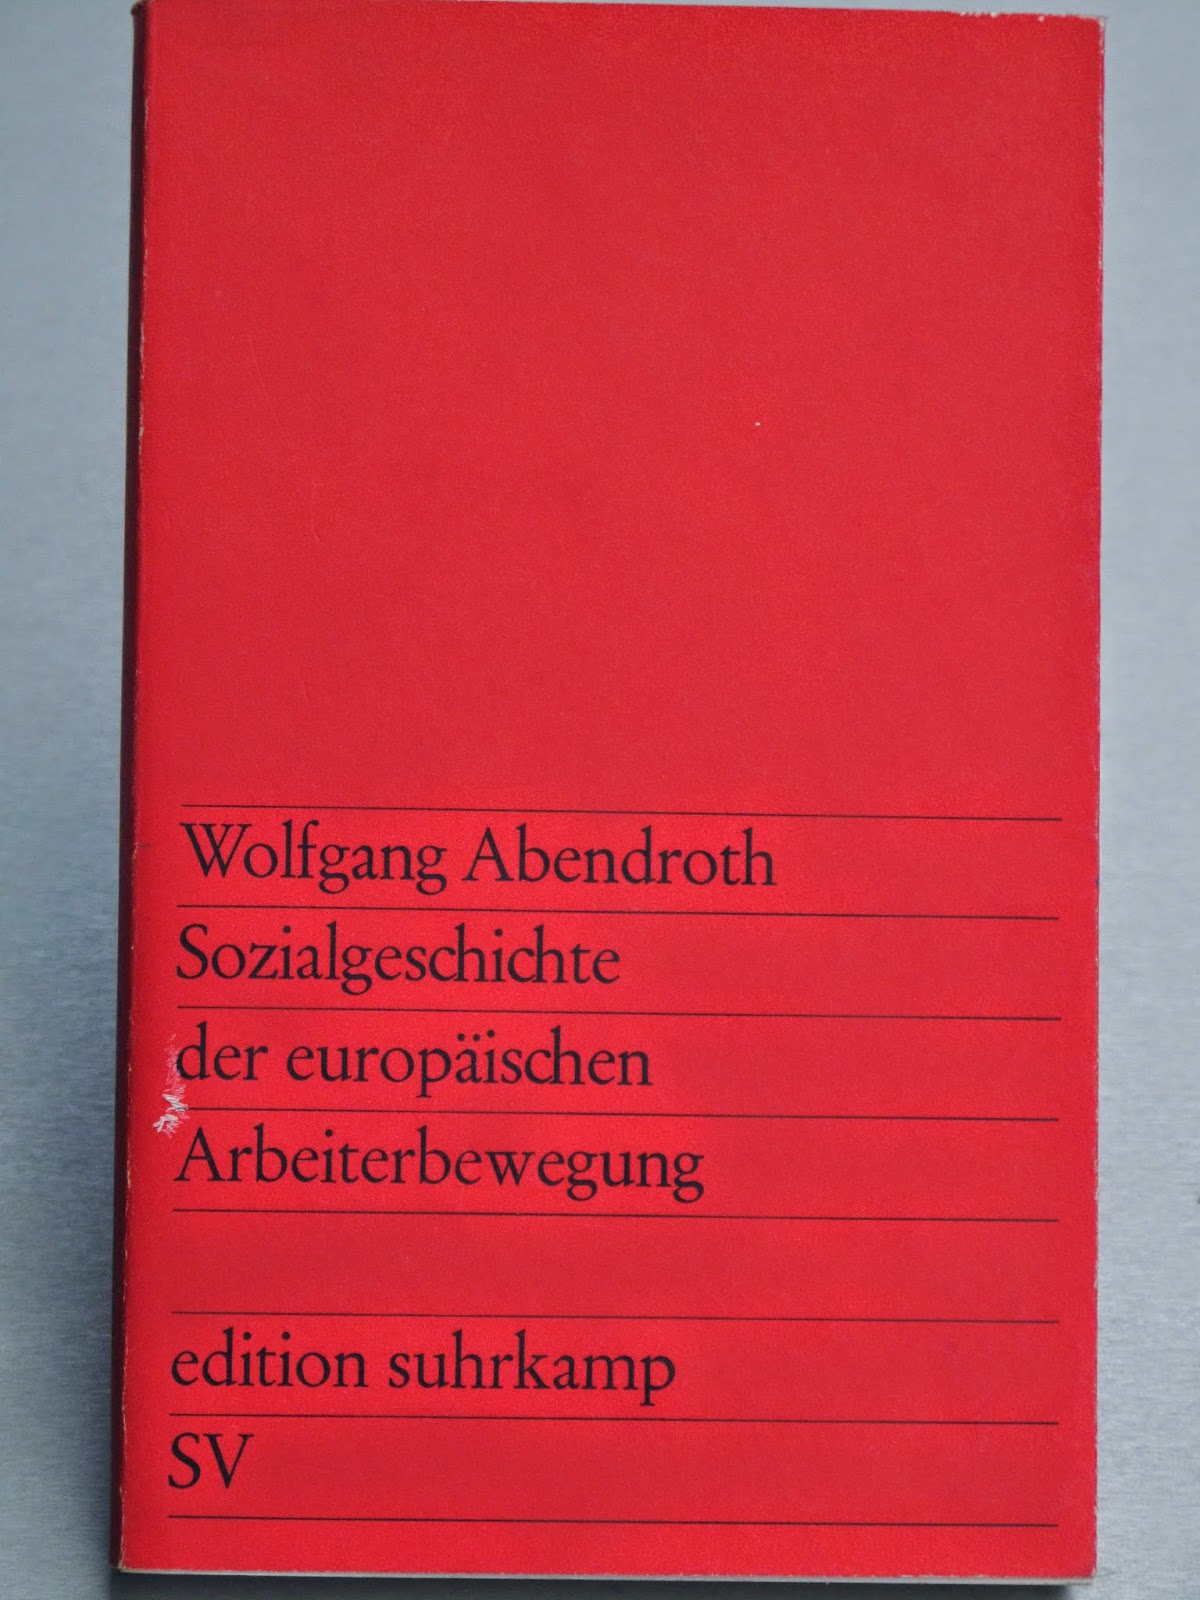 Wolfgang Abendroth
Sozialgeschichte
der europäischen
Arbeiterbewegung
edition suhrkamp
SV